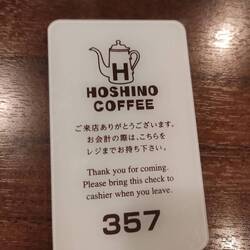 H
HOSHINO
COFFEE
ご来店ありがとうございます。
お会計の際は、こちらを
レジまでお持ち下さい。
Thank you for coming.
Please bring this check to
cashier when you leave.
357